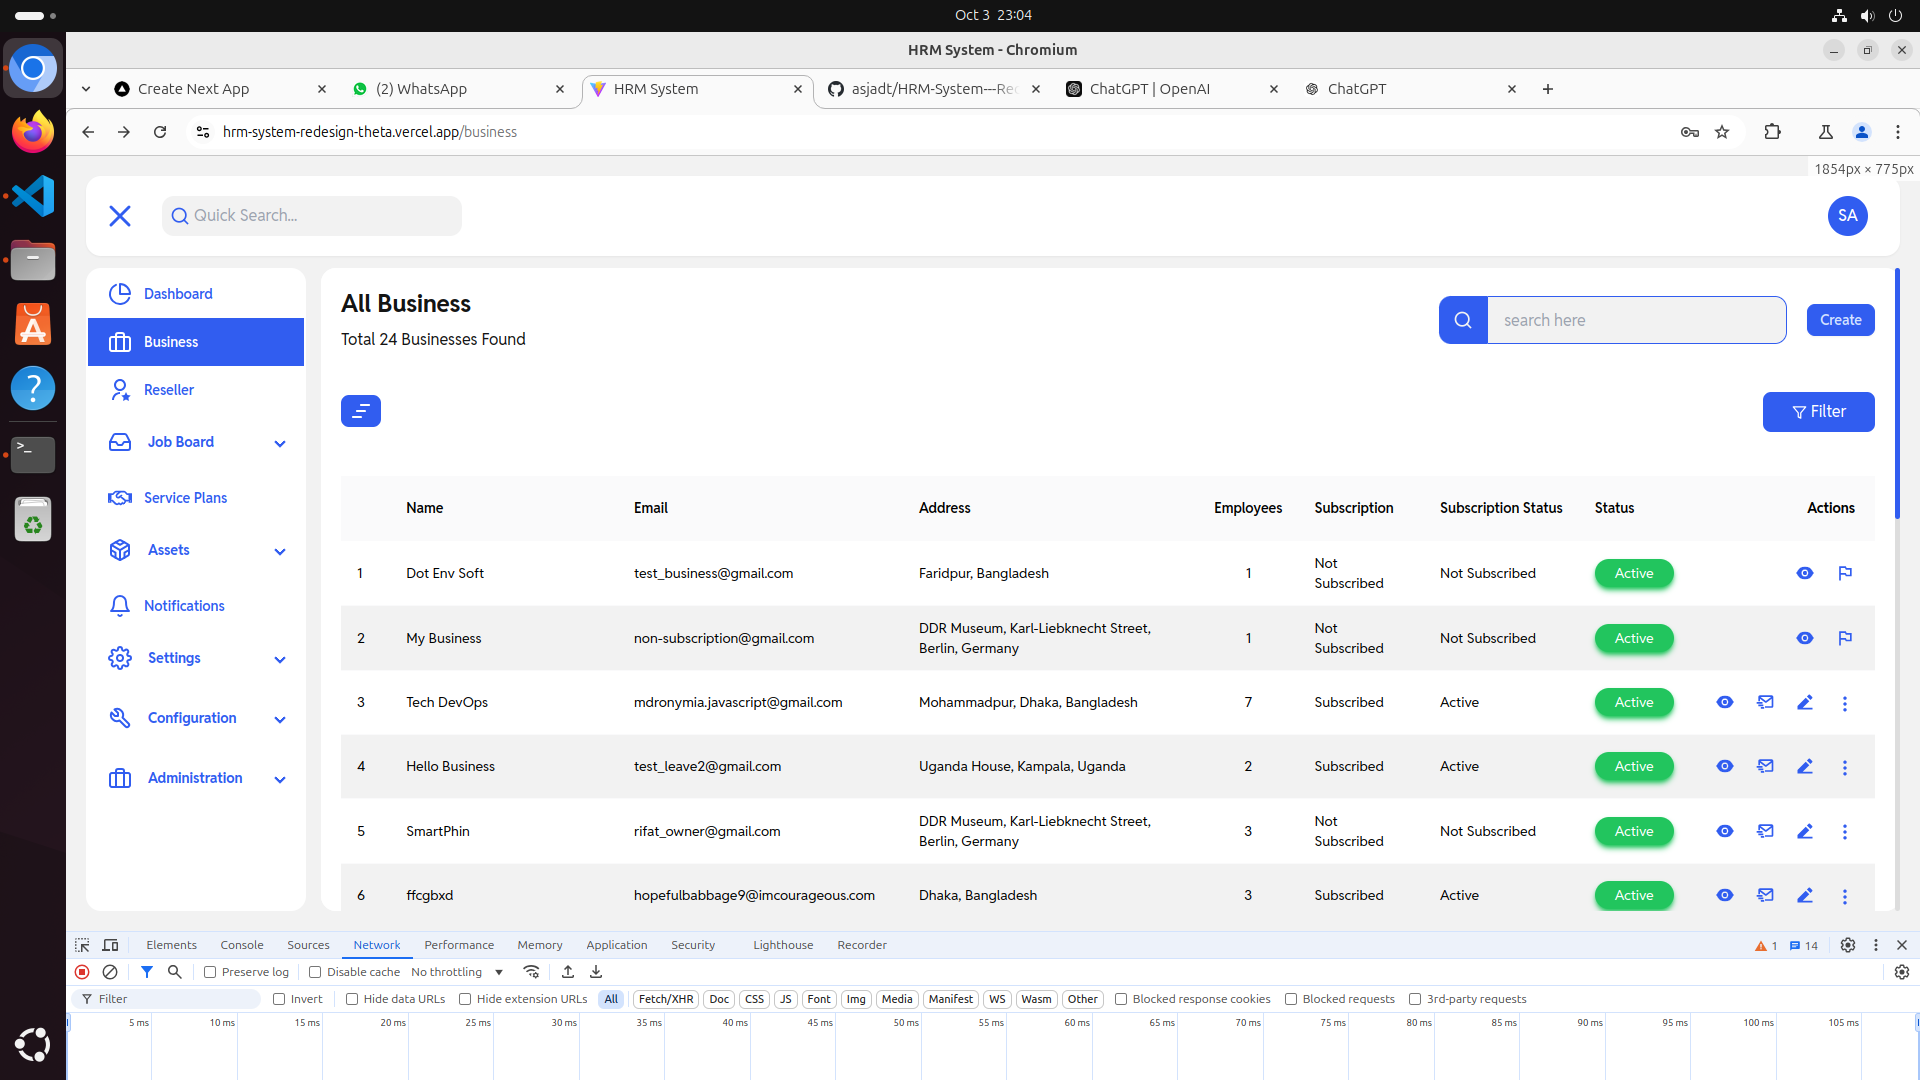 Oct 3 23:04
HRM System - Chromium
Create Next App
(2) WhatsApp
HRM System
asjadt/HRM-System---Rec
ChatGPT | OpenAI
ChatGPT
hrm-system-redesign-theta.vercel.app/business
1854px × 775px
Quick Search...
SA
Dashboard
Business
Reseller
Job Board
Service Plans
Assets
Notifications
Settings
Configuration
Administration
All Business
Total 24 Businesses Found
search here
Create
Filter
Name Email Address Employees Subscription Subscription Status Status Actions
1 Dot Env Soft test_business@gmail.com Faridpur, Bangladesh 1 Not Subscribed Not Subscribed Active
2 My Business non-subscription@gmail.com DDR Museum, Karl-Liebknecht Street, Berlin, Germany 1 Not Subscribed Not Subscribed Active
3 Tech DevOps mdronymia.javascript@gmail.com Mohammadpur, Dhaka, Bangladesh 7 Subscribed Active Active
4 Hello Business test_leave2@gmail.com Uganda House, Kampala, Uganda 2 Subscribed Active Active
5 SmartPhin rifat_owner@gmail.com DDR Museum, Karl-Liebknecht Street, Berlin, Germany 3 Not Subscribed Not Subscribed Active
6 ffcgbxd hopefulbabbage9@imcourageous.com Dhaka, Bangladesh 3 Subscribed Active Active
Elements Console Sources Network Performance Memory Application Security Lighthouse Recorder 1 14
Preserve log Disable cache No throttling
Filter Invert Hide data URLs Hide extension URLs All Fetch/XHR Doc CSS JS Font Img Media Manifest WS Wasm Other Blocked response cookies Blocked requests 3rd-party requests
5 ms 10 ms 15 ms 20 ms 25 ms 30 ms 35 ms 40 ms 45 ms 50 ms 55 ms 60 ms 65 ms 70 ms 75 ms 80 ms 85 ms 90 ms 95 ms 100 ms 105 ms